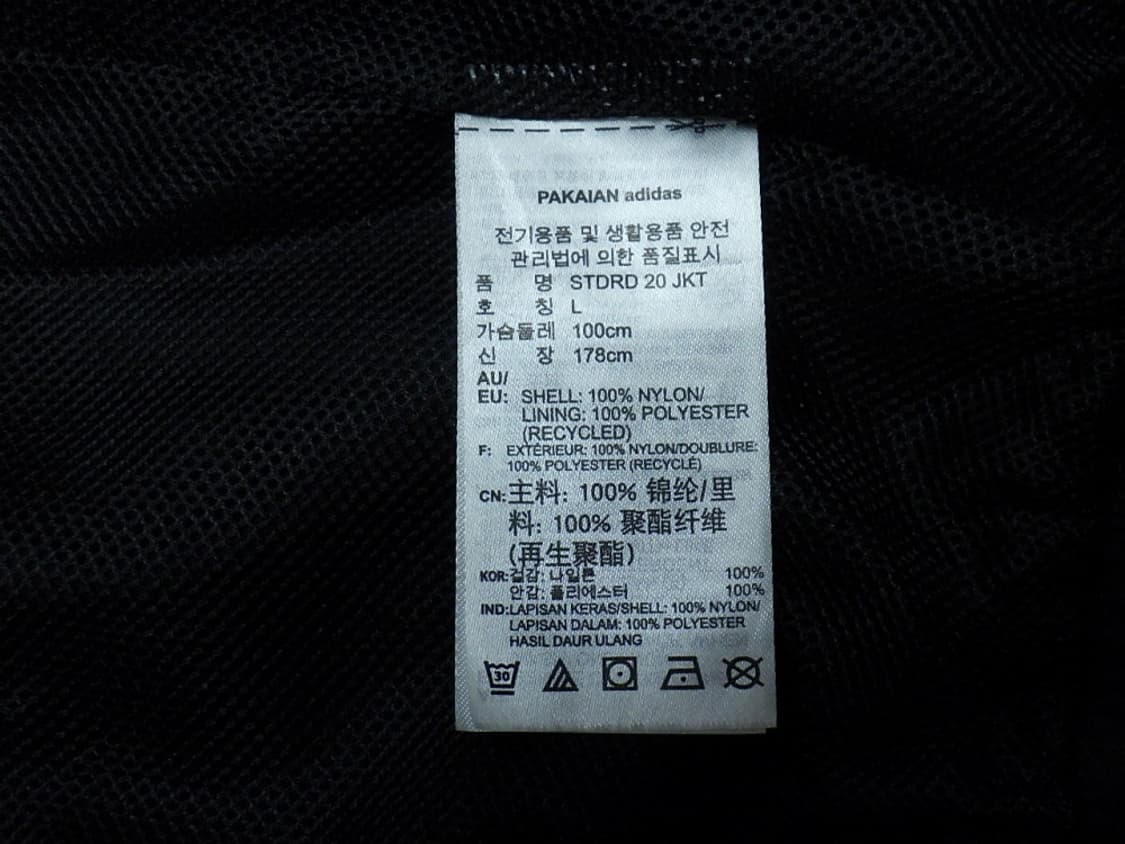 PAKAIAN adidas
전기용품 및 생활용품 안전
관리법에 의한 품질표시
품 명 STDRD 20 JKT
호 칭 L
가슴둘레 100cm
신 장 178cm
AU/
EU: SHELL: 100% NYLON/
LINING: 100% POLYESTER
(RECYCLED)
F: EXTÉRIEUR: 100% NYLON/DOUBLURE:
100% POLYESTER (RECYCLÉ)
CN: 主料: 100% 锦纶/里
料: 100% 聚酯纤维
(再生聚酯)
KOR: 겉감: 나일론 100%
안감: 폴리에스터 100%
IND: LAPISAN KERAS/SHELL: 100% NYLON/
LAPISAN DALAM: 100% POLYESTER
HASIL DAUR ULANG
30